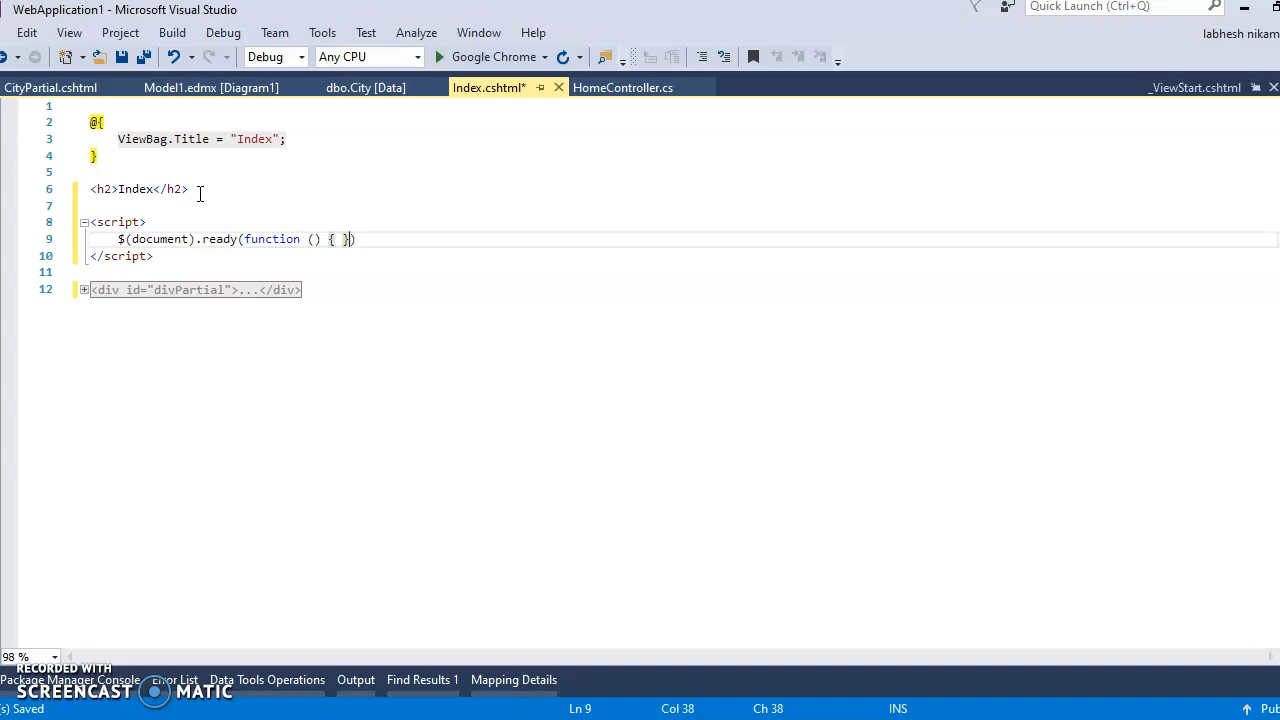 WebApplication1 - Microsoft Visual Studio
Quick Launch (Ctrl+Q)
Edit View Project Build Debug Team Tools Test Analyze Window Help
labhesh nikam
Debug Any CPU Google Chrome
CityPartial.cshtml Model1.edmx [Diagram1] dbo.City [Data] Index.cshtml* HomeController.cs _ViewStart.cshtml
1
2 @{
3 ViewBag.Title = "Index";
4 }
5
6 <h2>Index</h2>
7
8 <script>
9 $(document).ready(function () { })
10 </script>
11
12 <div id="divPartial">...</div>
98 %
RECORDED WITH
Package Manager Console Error List Data Tools Operations Output Find Results 1 Mapping Details
SCREENCAST MATIC
(s) Saved Ln 9 Col 38 Ch 38 INS Pub